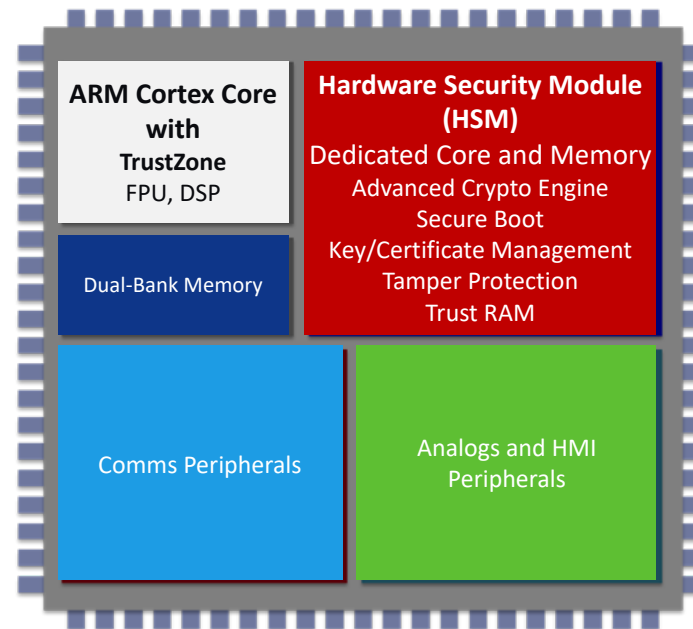 ARM Cortex Core
with
TrustZone
FPU, DSP
Hardware Security Module
(HSM)
Dedicated Core and Memory
Advanced Crypto Engine
Secure Boot
Key/Certificate Management
Tamper Protection
Trust RAM
Dual-Bank Memory
Comms Peripherals
Analogs and HMI
Peripherals